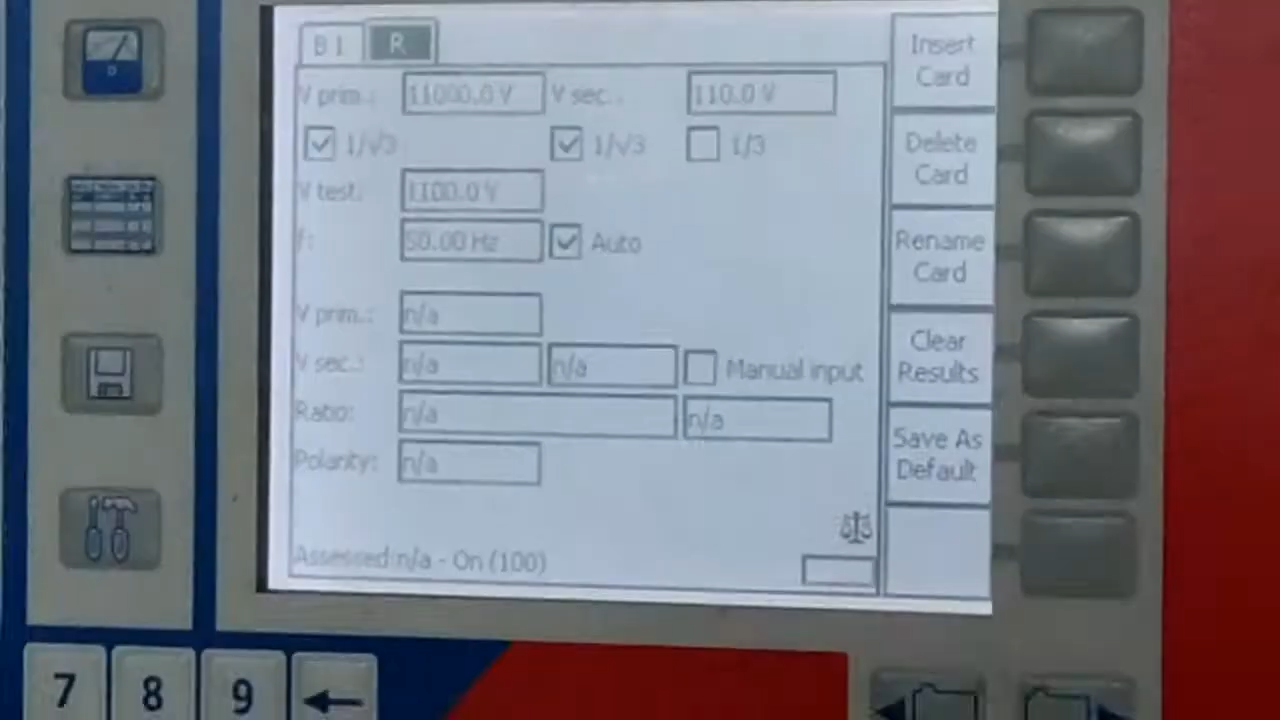 B 1 R
V prim.: 11000.0 V V sec.: 110.0 V
1/√3 1/√3 1/3
V test: 1100.0 V
f: 50.00 Hz Auto
V prim.: n/a
V sec.: n/a n/a Manual input
Ratio: n/a n/a
Polarity: n/a
Assessed:n/a - On (100)
Insert
Card
Delete
Card
Rename
Card
Clear
Results
Save As
Default
7 8 9